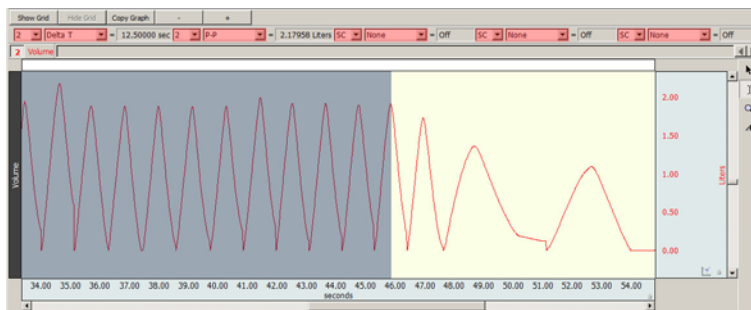 Show Grid Hide Grid Copy Graph - +
2 Delta T = 12.50000 sec 2 P-P = 2.17958 Liters SC None = Off SC None = Off SC None = Off
2 Volume
Volume
2.00
1.50
1.00
0.50
0.00
Liters
34.00 35.00 36.00 37.00 38.00 39.00 40.00 41.00 42.00 43.00 44.00 45.00 46.00 47.00 48.00 49.00 50.00 51.00 52.00 53.00 54.00
seconds